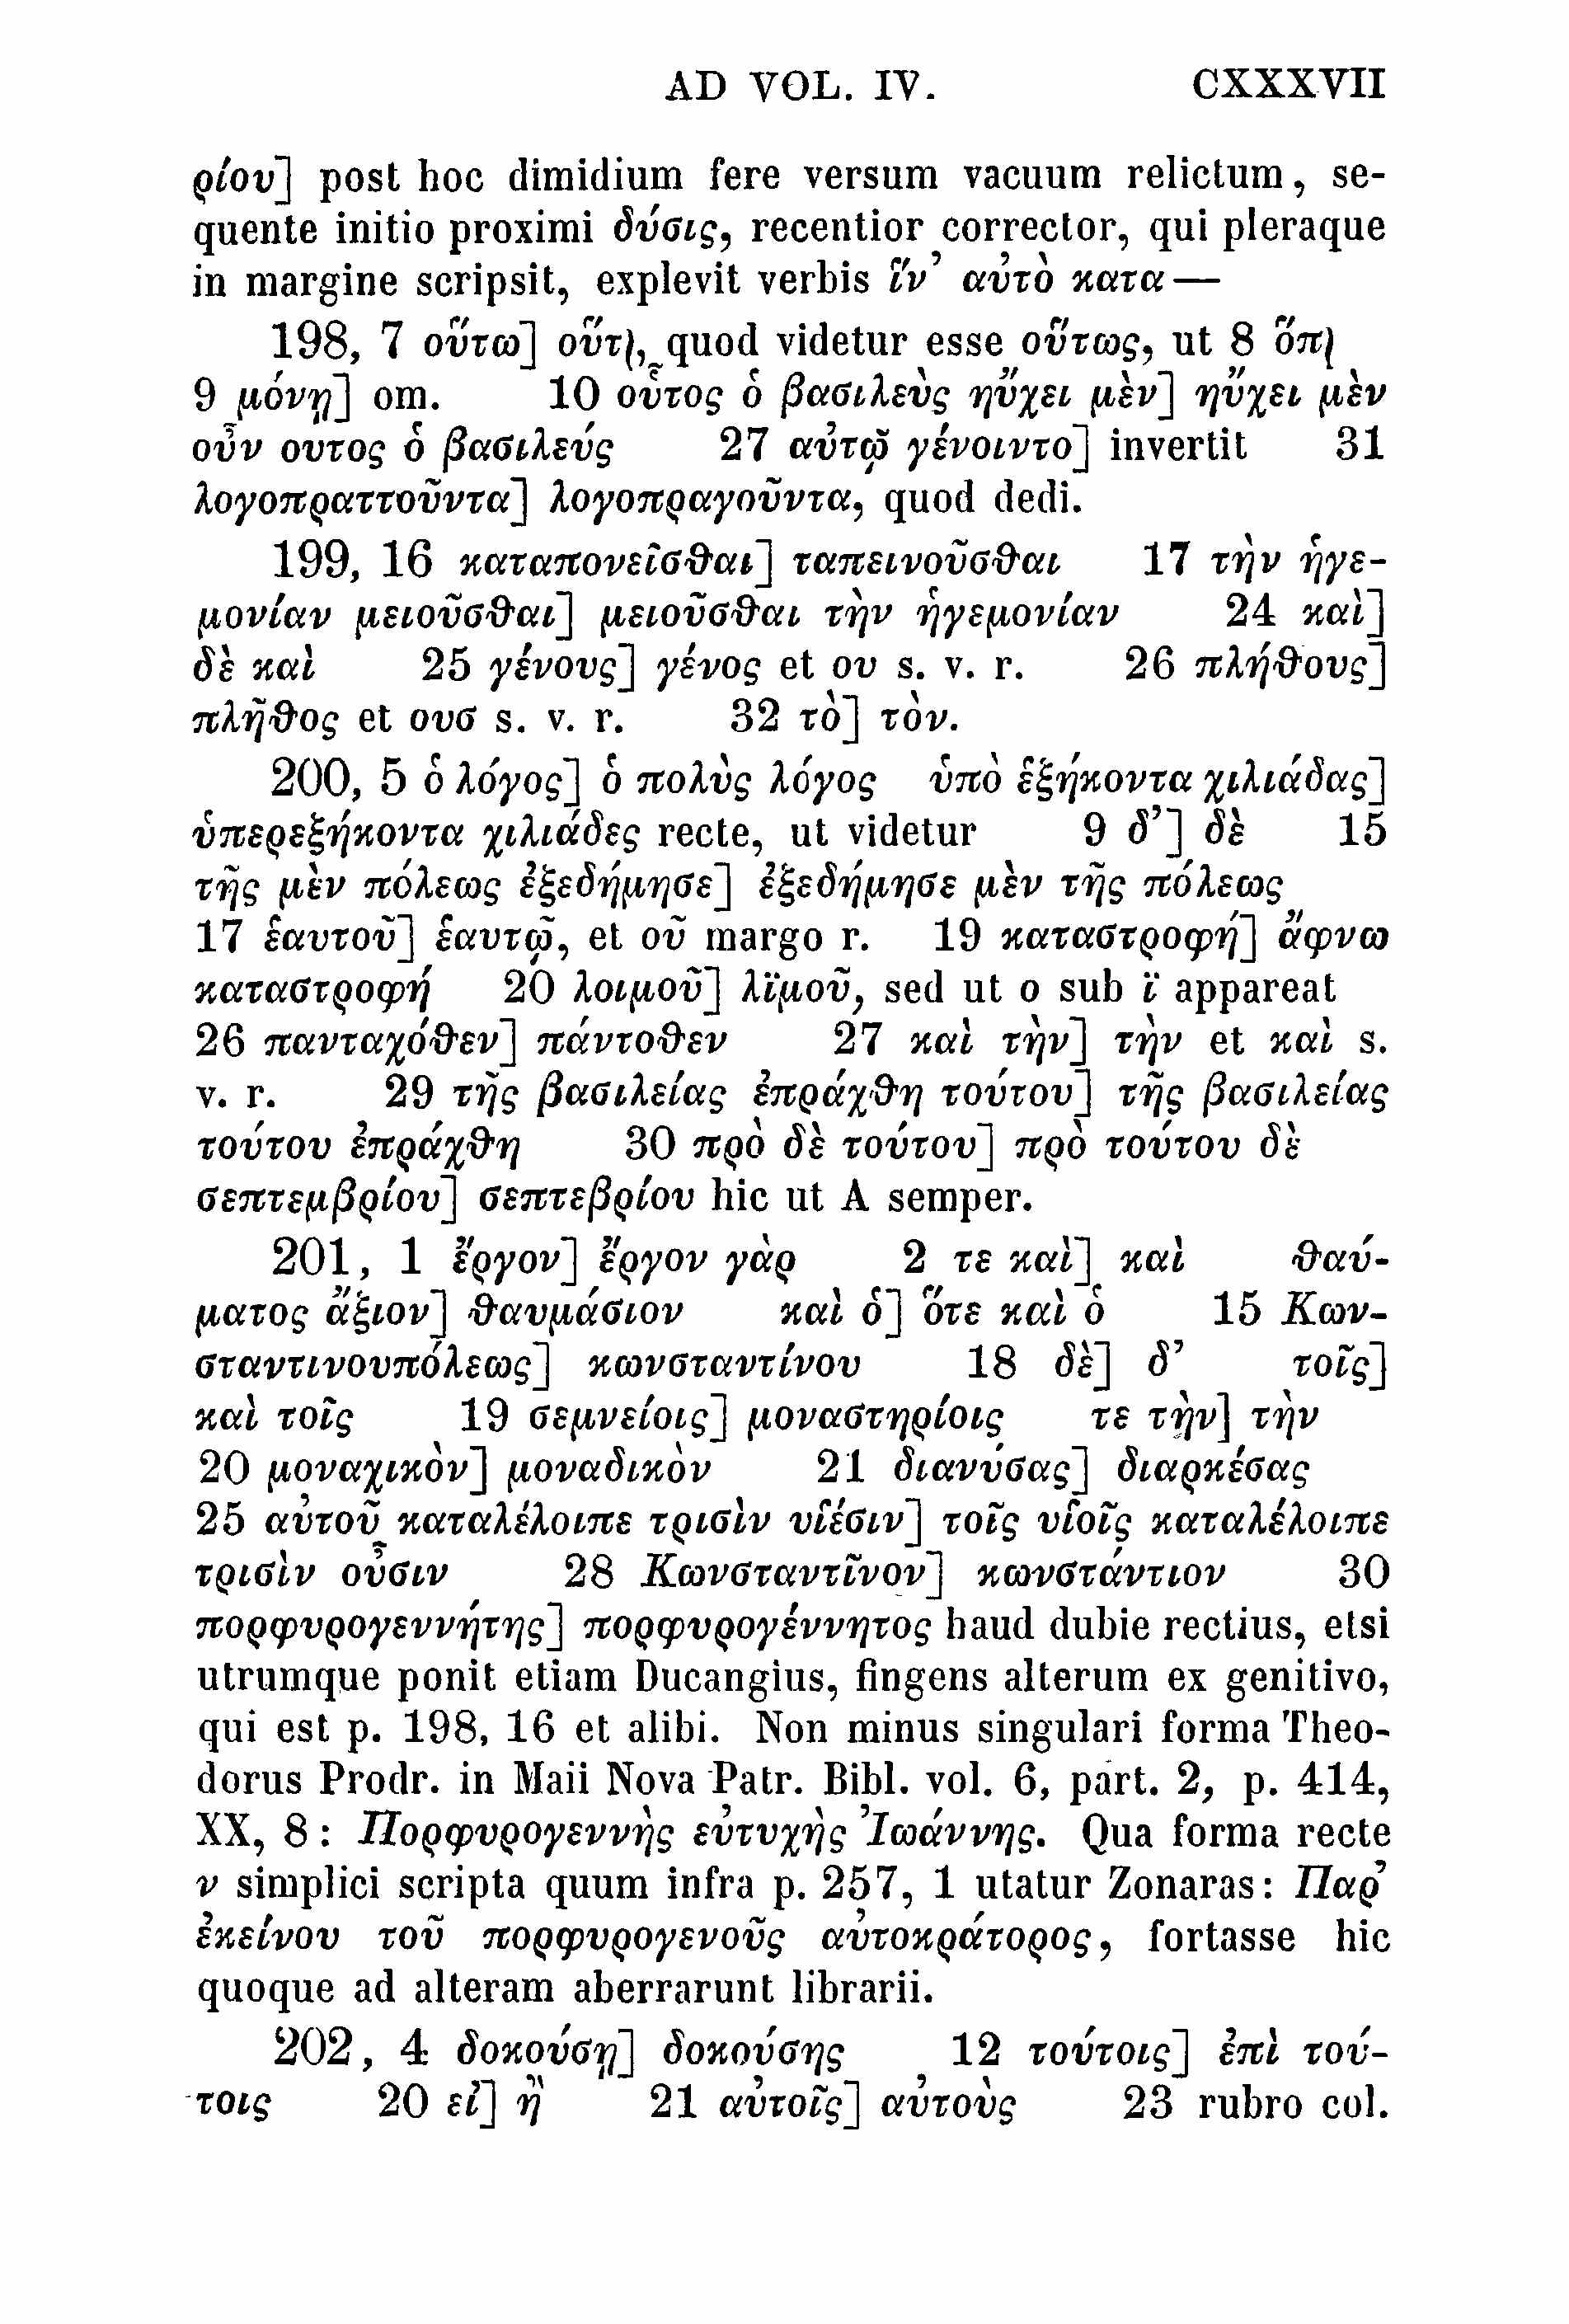 AD VOL. IV. CXXXVII
ρίου] post hoc dimidium fere versum vacuum relictum, se-
quente initio proximi δύσις, recentior corrector, qui pleraque
in margine scripsit, explevit verbis ἵν᾽ αὐτὸ κατα—
198, 7 οὕτω] οὕτ⟨, quod videtur esse οὕτως, ut 8 ὅπ⟨
9 μόνῃ] om. 10 οὗτος ὁ βασιλεὺς ηὔχει μὲν] ηὔχει μὲν
οὖν ουτος ὁ βασιλεύς 27 αὐτῷ γένοιντο] invertit 31
λογοπραττοῦντα] λογοπραγοῦντα, quod dedi.
199, 16 καταπονεῖσθαι] ταπεινοῦσθαι 17 τὴν ἡγε-
μονίαν μειοῦσθαι] μειοῦσθαι τὴν ἡγεμονίαν 24 καὶ]
δὲ καὶ 25 γένους] γένος et ου s. v. r. 26 πλήθους]
πλῆθος et ουσ s. v. r. 32 τὸ] τὸν.
200, 5 ὁ λόγος] ὁ πολὺς λόγος ὑπὸ ἑξήκοντα χιλιάδας]
ὑπερεξήκοντα χιλιάδες recte, ut videtur 9 δ᾽] δὲ 15
τῆς μὲν πόλεως ἐξεδήμησε] ἐξεδήμησε μὲν τῆς πόλεως
17 ἑαυτοῦ] ἑαυτῷ, et οῦ margo r. 19 καταστροφή] ἄφνω
καταστροφή 20 λοιμοῦ] λϊμοῦ, sed ut ο sub ϊ appareat
26 πανταχόθεν] πάντοθεν 27 καὶ τὴν] τὴν et καὶ s.
v. r. 29 τῆς βασιλείας ἐπράχθη τούτου] τῆς βασιλείας
τούτου ἐπράχθη 30 πρὸ δὲ τούτου] πρὸ τούτου δὲ
σεπτεμβρίου] σεπτεβρίου hic ut A semper.
201, 1 ἔργον] ἔργον γὰρ 2 τε καὶ] καὶ θαύ-
ματος ἄξιον] θαυμάσιον καὶ ὁ] ὅτε καὶ ὁ 15 Κων-
σταντινουπόλεως] κωνσταντίνου 18 δὲ] δ᾽ τοῖς]
καὶ τοῖς 19 σεμνείοις] μοναστηρίοις τε τὴν] τὴν
20 μοναχικὸν] μοναδικὸν 21 διανύσας] διαρκέσας
25 αὐτοῦ καταλέλοιπε τρισὶν υἱέσιν] τοῖς υἱοῖς καταλέλοιπε
τρισὶν οὖσιν 28 Κωνσταντῖνον] κωνστάντιον 30
πορφυρογεννήτης] πορφυρογέννητος haud dubie rectius, etsi
utrumque ponit etiam Ducangius, fingens alterum ex genitivo,
qui est p. 198, 16 et alibi. Non minus singulari forma Theo-
dorus Prodr. in Maii Nova Patr. Bibl. vol. 6, part. 2, p. 414,
XX, 8: Πορφυρογεννὴς εὐτυχὴς Ἰωάννης. Qua forma recte
ν simplici scripta quum infra p. 257, 1 utatur Zonaras: Παρ᾽
ἐκείνου τοῦ πορφυρογενοῦς αὐτοκράτορος, fortasse hic
quoque ad alteram aberrarunt librarii.
202, 4 δοκούσῃ] δοκούσης 12 τούτοις] ἐπὶ τού-
τοις 20 εἰ] ἢ 21 αὐτοῖς] αὐτοὺς 23 rubro col.